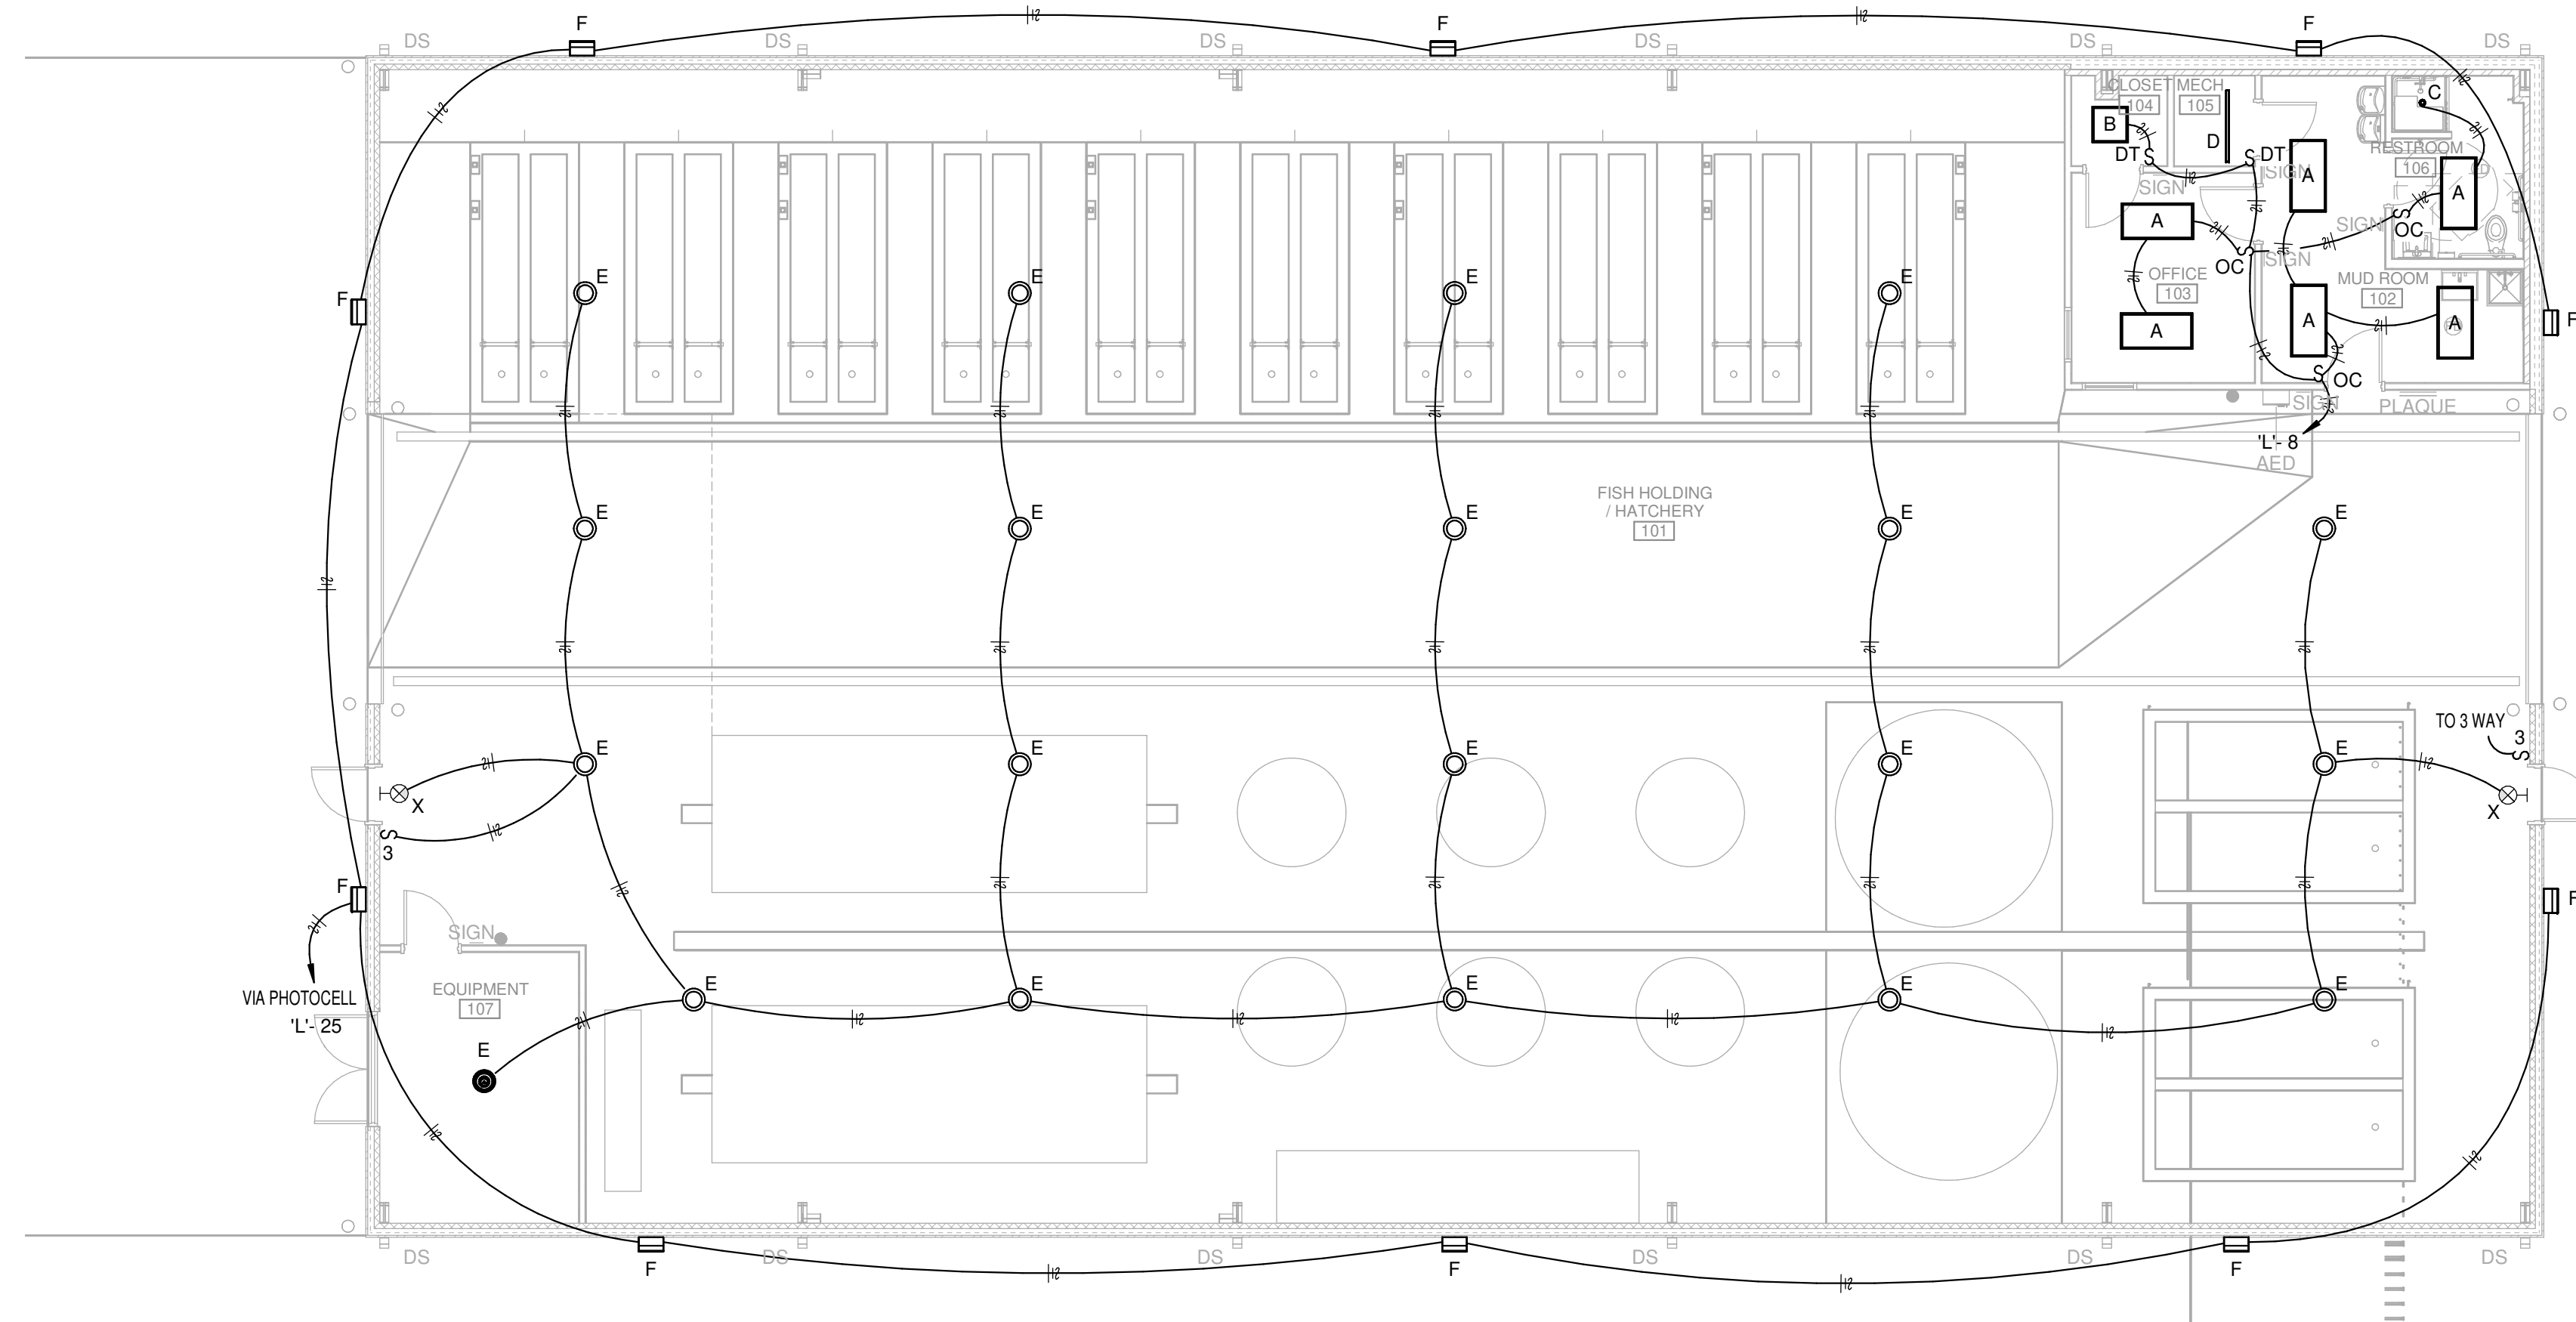 F
F
F
DS
DS
DS
DS
DS
DS
CLOSET
104
MECH
105
C
B
D
DT
S
S
DT
RESTROOM
106
A
A
SIGN
SIGN
A
SIGN
S
OC
S
OC
SIGN
OFFICE
103
MUD ROOM
102
A
A
A
F
F
E
E
E
E
S
OC
SIGN
PLAQUE
'L'- 8
AED
FISH HOLDING
/ HATCHERY
101
E
E
E
E
E
TO 3 WAY
3
S
E
E
E
E
E
X
X
S
3
F
F
SIGN
VIA PHOTOCELL
'L'- 25
EQUIPMENT
107
E
E
E
E
E
E
DS
DS
DS
DS
DS
DS
F
F
F